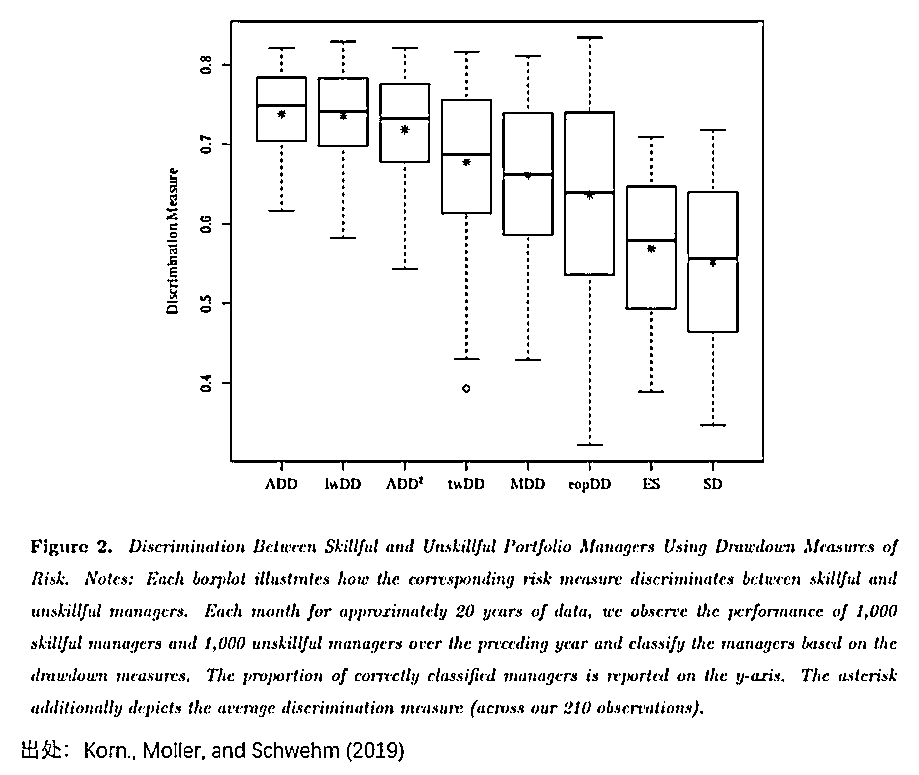 0.8
0.7
0.6
0.5
0.4
Discrimination Measure
ADD lwDD ADD² twDD MDD eopDD ES SD
Figure 2. Discrimination Between Skillful and Unskillful Portfolio Managers Using Drawdown Measures of
Risk. Notes: Each boxplot illustrates how the corresponding risk measure discriminates between skillful and
unskillful managers. Each month for approximately 20 years of data, we observe the performance of 1,000
skillful managers and 1,000 unskillful managers over the preceding year and classify the managers based on the
drawdown measures. The proportion of correctly classified managers is reported on the y-axis. The asterisk
additionally depicts the average discrimination measure (across our 210 observations).
出处：Korn., Moller, and Schwehm (2019)